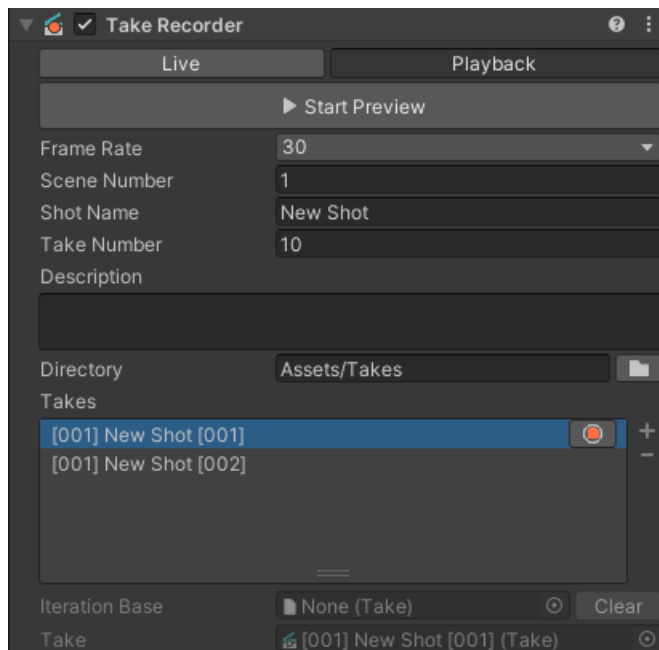 Take Recorder
Live Playback
Start Preview
Frame Rate 30
Scene Number 1
Shot Name New Shot
Take Number 10
Description
Directory Assets/Takes
Takes
[001] New Shot [001]
[001] New Shot [002]
Iteration Base None (Take) Clear
Take [001] New Shot [001] (Take)